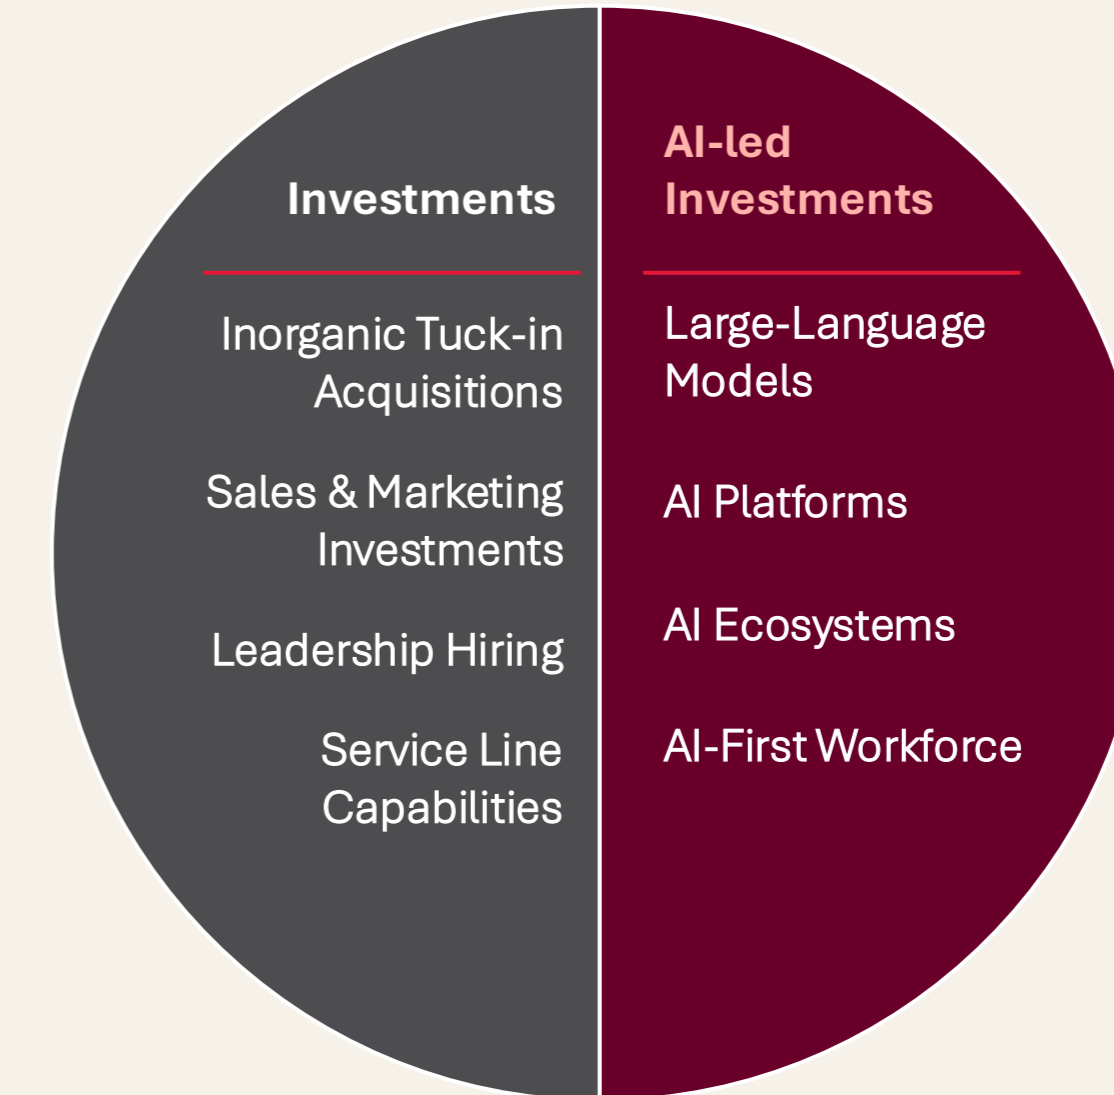 Investments
Inorganic Tuck-in
Acquisitions
Sales & Marketing
Investments
Leadership Hiring
Service Line
Capabilities
AI-led
Investments
Large-Language
Models
AI Platforms
AI Ecosystems
AI-First Workforce